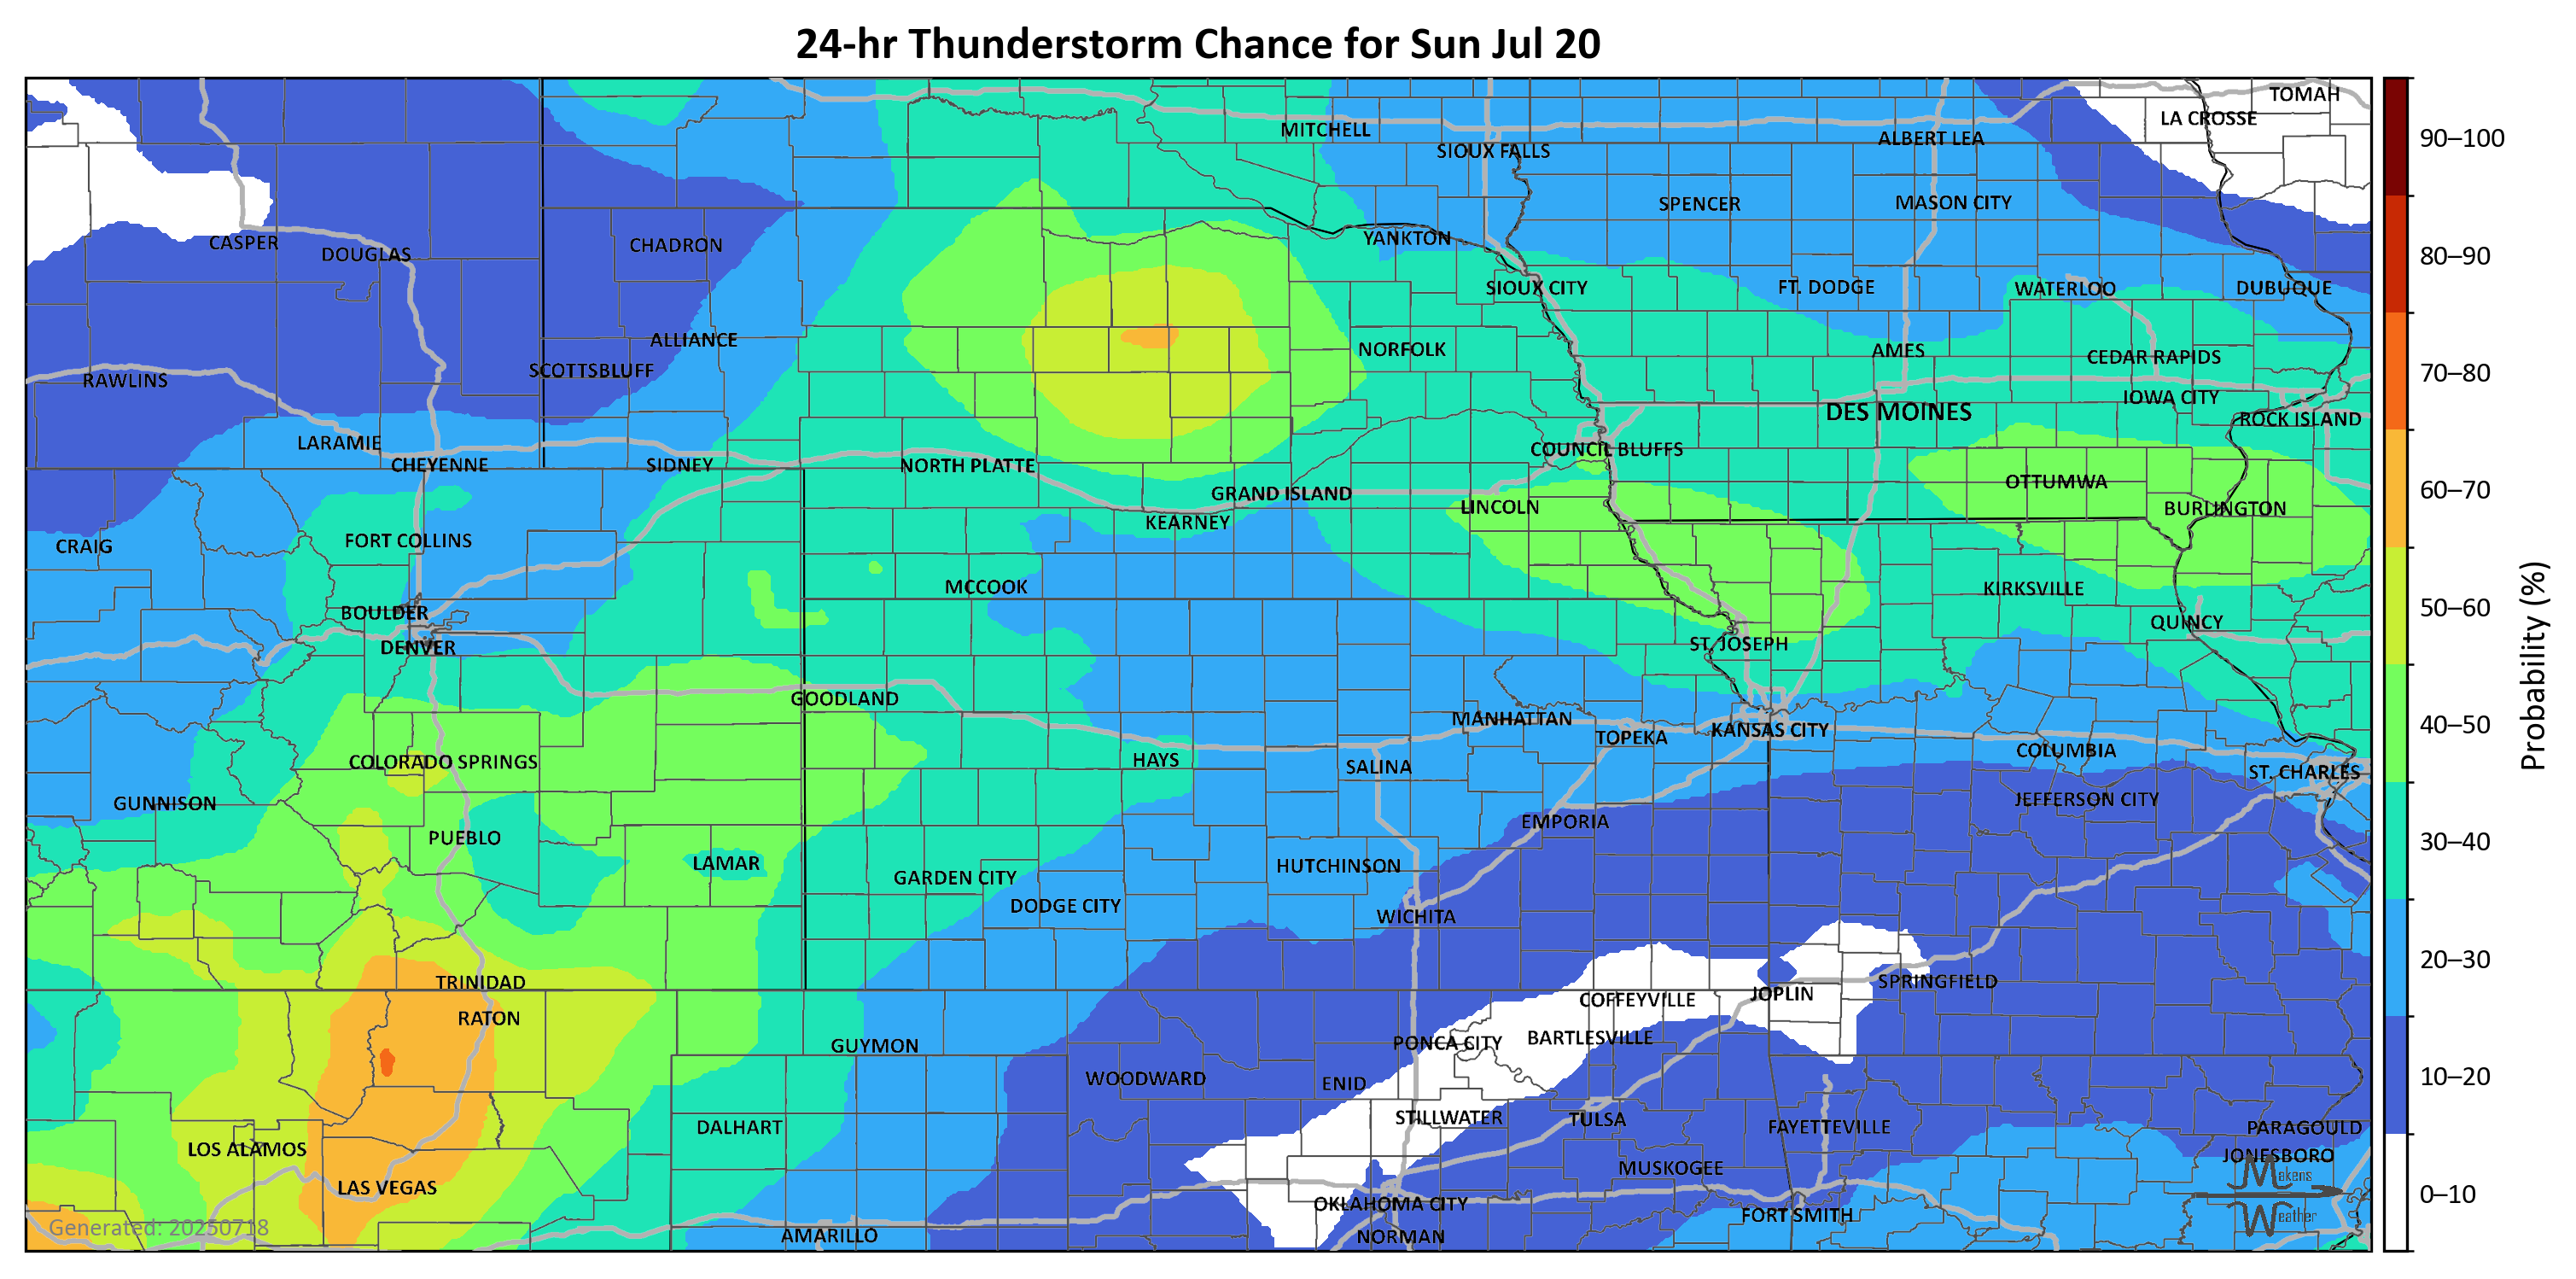 24-hr Thunderstorm Chance for Sun Jul 20
TOMAH
LA CROSSE
MITCHELL
ALBERT LEA
SIOUX FALLS
SPENCER
MASON CITY
YANKTON
CASPER
CHADRON
DOUGLAS
SIOUX CITY
FT. DODGE
WATERLOO
DUBUQUE
ALLIANCE
NORFOLK
AMES
CEDAR RAPIDS
SCOTTSBLUFF
RAWLINS
IOWA CITY
DES MOINES
ROCK ISLAND
LARAMIE
COUNCIL BLUFFS
CHEYENNE
SIDNEY
NORTH PLATTE
OTTUMWA
GRAND ISLAND
LINCOLN
BURLINGTON
KEARNEY
FORT COLLINS
CRAIG
MCCOOK
KIRKSVILLE
BOULDER
QUINCY
DENVER
ST. JOSEPH
GOODLAND
MANHATTAN
KANSAS CITY
TOPEKA
COLUMBIA
COLORADO SPRINGS
HAYS
SALINA
ST. CHARLES
GUNNISON
JEFFERSON CITY
EMPORIA
PUEBLO
LAMAR
HUTCHINSON
GARDEN CITY
DODGE CITY
WICHITA
TRINIDAD
SPRINGFIELD
JOPLIN
COFFEYVILLE
RATON
BARTLESVILLE
PONCA CITY
GUYMON
WOODWARD
ENID
STILLWATER
TULSA
DALHART
FAYETTEVILLE
PARAGOULD
LOS ALAMOS
JONESBORO
MUSKOGEE
LAS VEGAS
OKLAHOMA CITY
FORT SMITH
AMARILLO
NORMAN
Generated: 20250718
Makens
Weather
90–100
80–90
70–80
60–70
50–60
40–50
30–40
20–30
10–20
0–10
Probability (%)